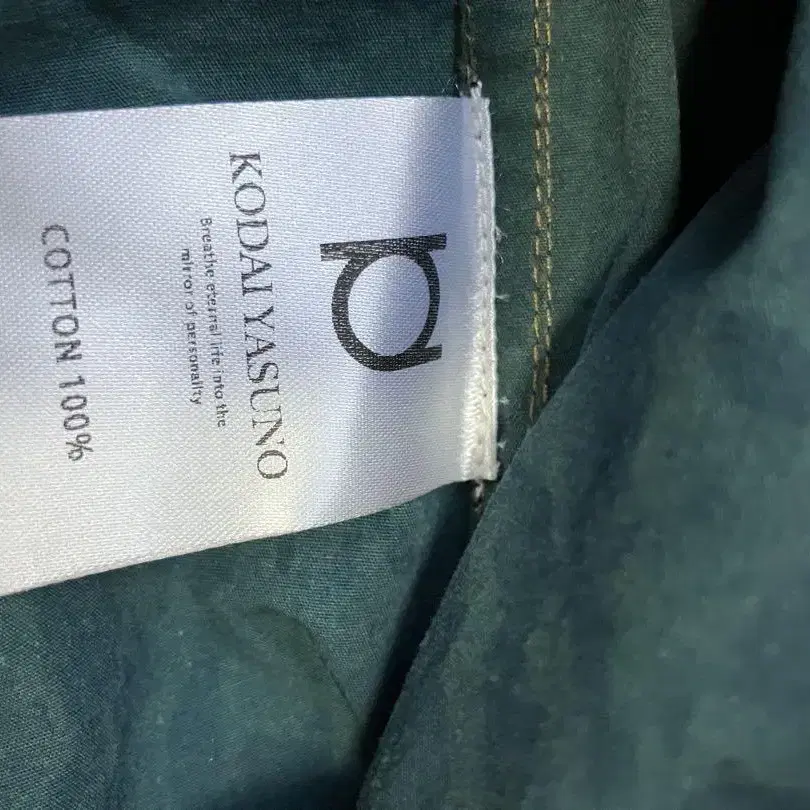 KODAI YASUNO
Breathe eternal life into the
mirror of personality
COTTON 100%